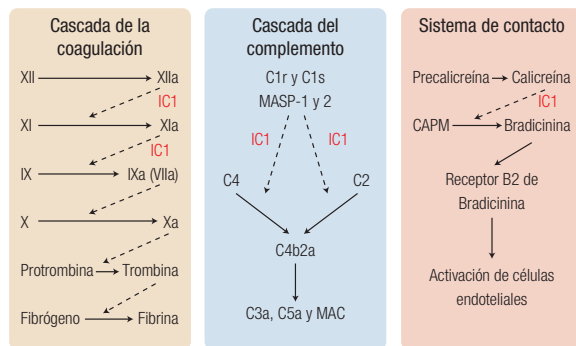 Cascada de la
coagulación
XII XIIa
IC1
XI XIa
IC1
IX IXa (VIIa)
X Xa
Protrombina Trombina
Fibrógeno Fibrina
Cascada del
complemento
C1r y C1s
MASP-1 y 2
IC1 IC1
C4 C2
C4b2a
C3a, C5a y MAC
Sistema de contacto
Precalicreína Calicreína
IC1
CAPM Bradicinina
Receptor B2 de
Bradicinina
Activación de células
endoteliales